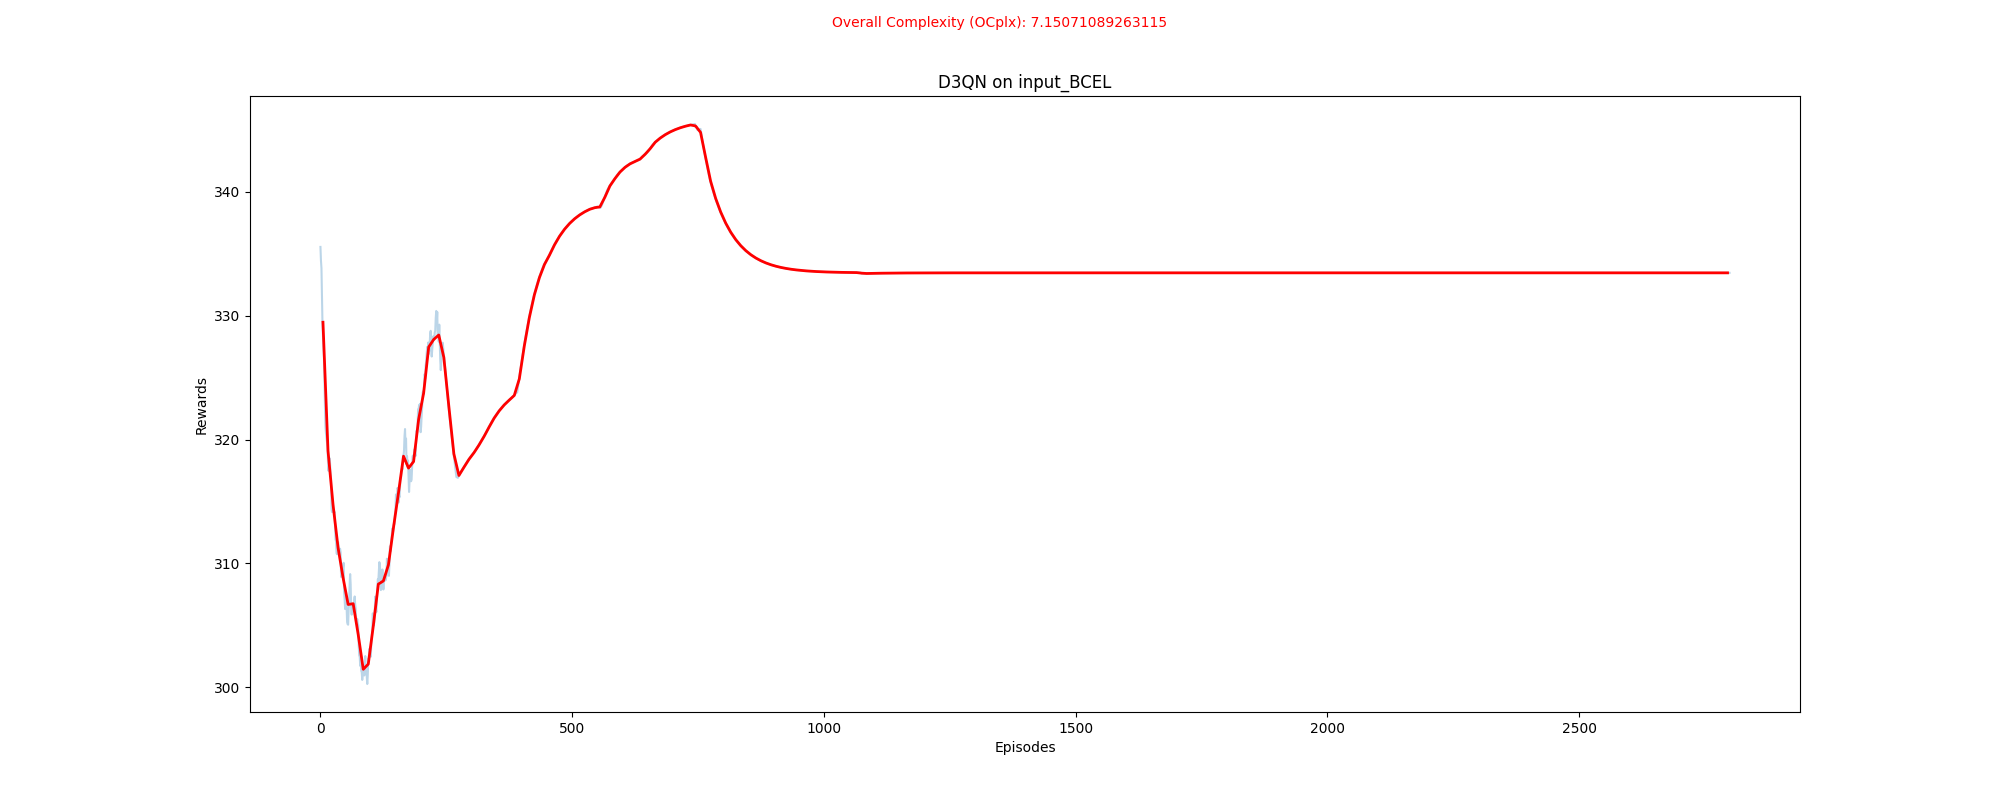 Overall Complexity (OCplx): 7.15071089263115
D3QN on input_BCEL
Rewards
340
330
320
310
300
0 500 1000 1500 2000 2500
Episodes